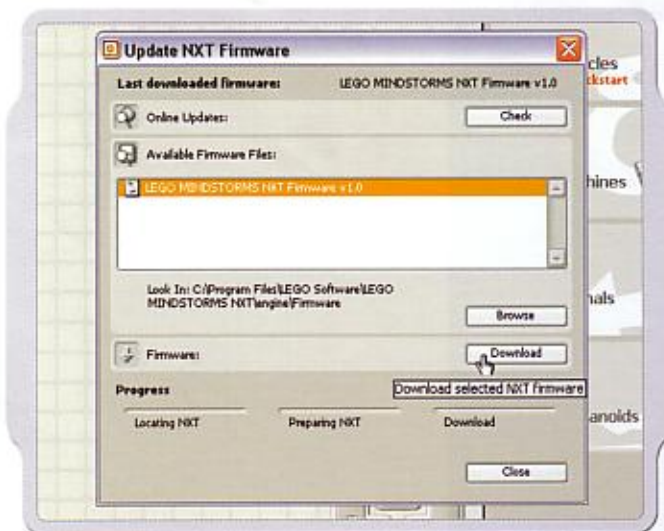 Update NXT Firmware
Last downloaded firmware: LEGO MINDSTORMS NXT Firmware v1.0
Online Updates: Check
Available Firmware Files:
LEGO MINDSTORMS NXT Firmware v1.0
Look In: C:/Program Files\LEGO Software\LEGO
MINDSTORMS NXT\engine\Firmware
Browse
Firmware: Download
Download selected NXT firmware
Progress
Locating NXT Preparing NXT Download
Close
cles
ckstart
hines
nals
anoids